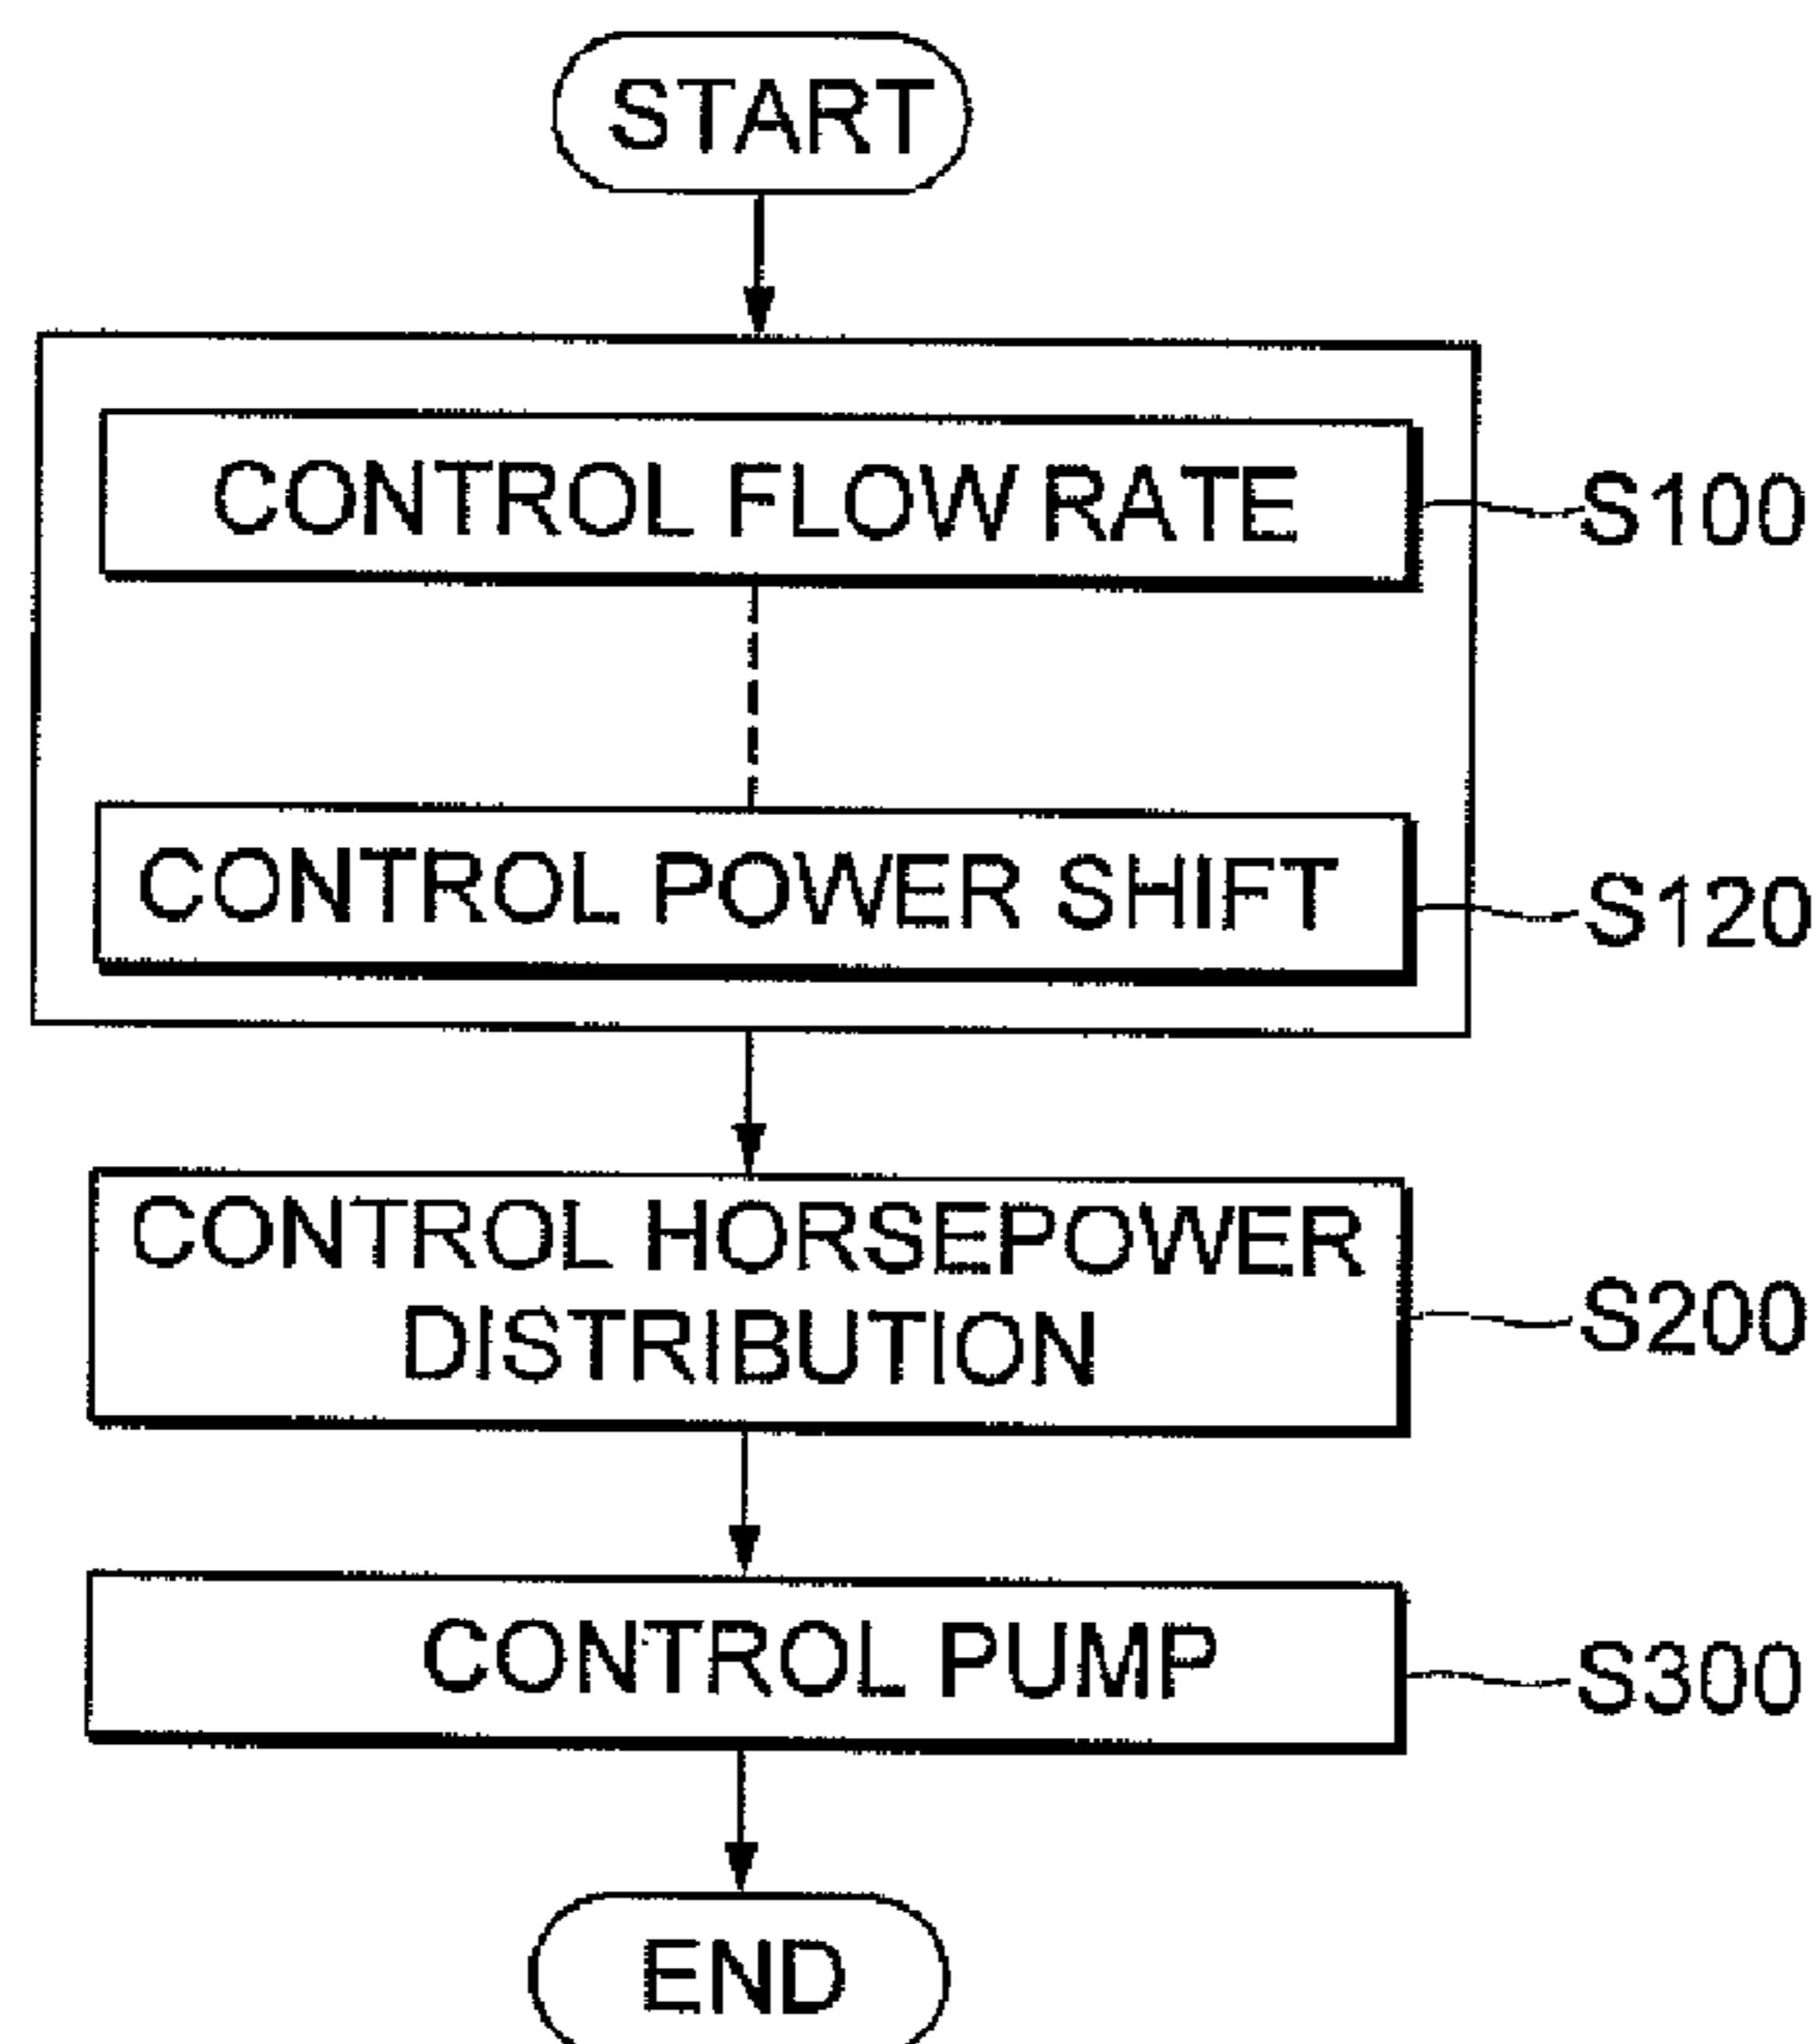 START
CONTROL FLOW RATE
S100
CONTROL POWER SHIFT
S120
CONTROL HORSEPOWER
DISTRIBUTION
S200
CONTROL PUMP
S300
END